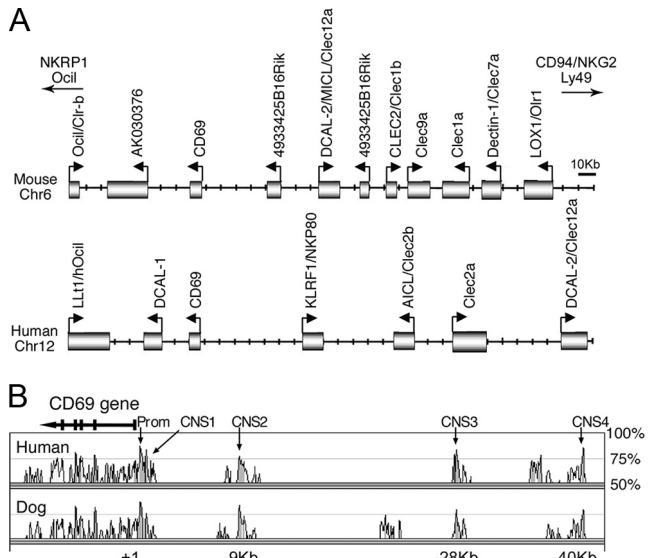 A
NKRP1
Ocil
CD94/NKG2
Ly49
Ocil/Clr-b
AK030376
CD69
4933425B16Rik
DCAL-2/MICL/Clec12a
4933425B16Rik
CLEC2/Clec1b
Clec9a
Clec1a
Dectin-1/Clec7a
LOX1/Olr1
10Kb
Mouse
Chr6
LLt1/hOcil
DCAL-1
CD69
KLRF1/NKP80
AICL/Clec2b
Clec2a
DCAL-2/Clec12a
Human
Chr12
B
CD69 gene
Prom
CNS1
CNS2
CNS3
CNS4
100%
Human
75%
50%
Dog
+1
9Kb
28Kb
40Kb